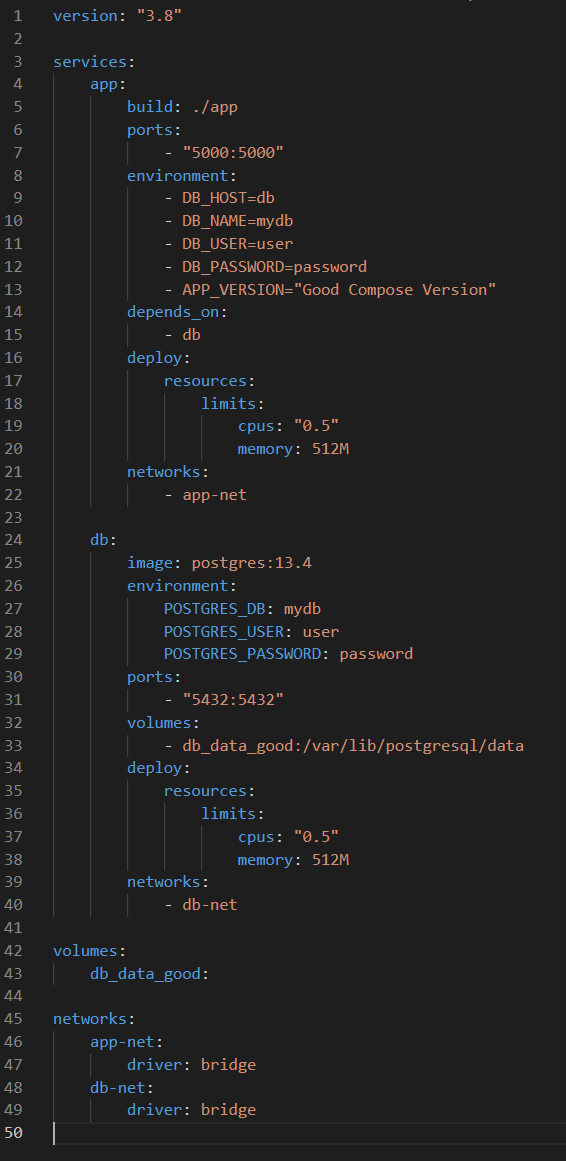 1 version: "3.8"
2
3 services:
4     app:
5         build: ./app
6         ports:
7             - "5000:5000"
8         environment:
9             - DB_HOST=db
10             - DB_NAME=mydb
11             - DB_USER=user
12             - DB_PASSWORD=password
13             - APP_VERSION="Good Compose Version"
14         depends_on:
15             - db
16         deploy:
17             resources:
18                 limits:
19                     cpus: "0.5"
20                     memory: 512M
21         networks:
22             - app-net
23
24     db:
25         image: postgres:13.4
26         environment:
27             POSTGRES_DB: mydb
28             POSTGRES_USER: user
29             POSTGRES_PASSWORD: password
30         ports:
31             - "5432:5432"
32         volumes:
33             - db_data_good:/var/lib/postgresql/data
34         deploy:
35             resources:
36                 limits:
37                     cpus: "0.5"
38                     memory: 512M
39         networks:
40             - db-net
41
42 volumes:
43     db_data_good:
44
45 networks:
46     app-net:
47         driver: bridge
48     db-net:
49         driver: bridge
50